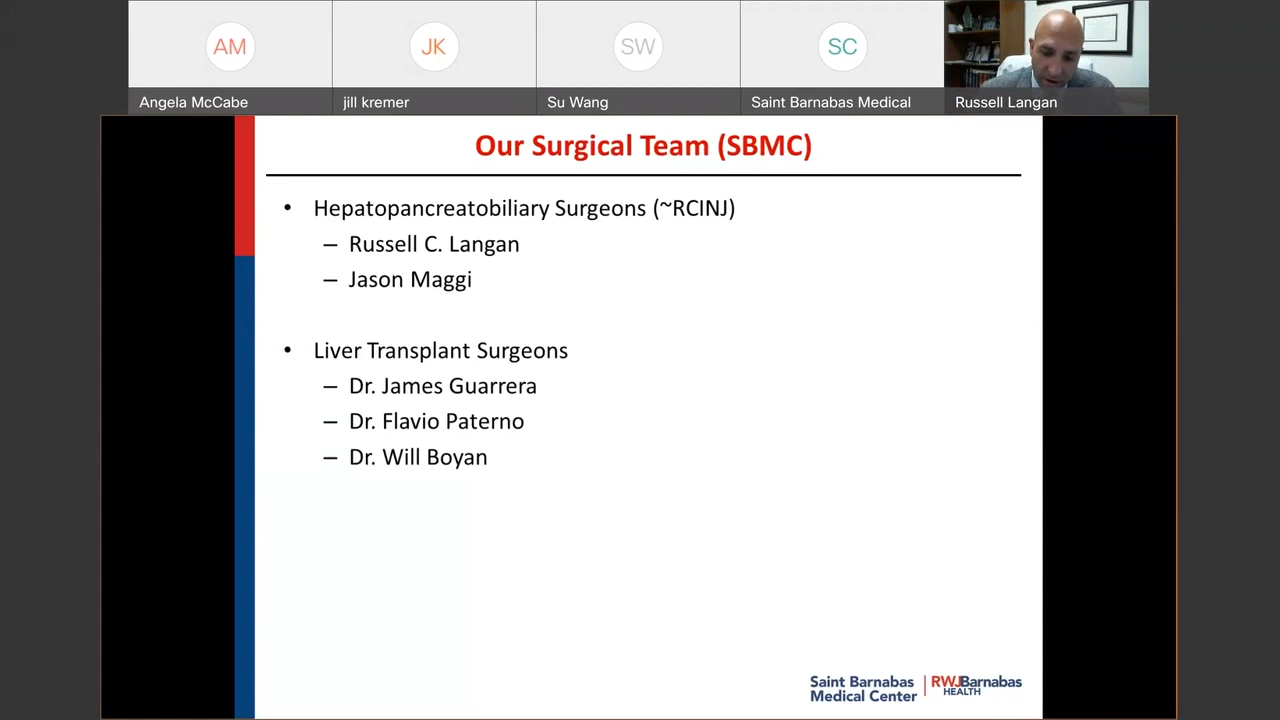 AM
JK
SW
SC
Angela McCabe
jill kremer
Su Wang
Saint Barnabas Medical
Russell Langan
Our Surgical Team (SBMC)
• Hepatopancreatobiliary Surgeons (~RCINJ)
– Russell C. Langan
– Jason Maggi
• Liver Transplant Surgeons
– Dr. James Guarrera
– Dr. Flavio Paterno
– Dr. Will Boyan
Saint Barnabas
Medical Center
RWJBarnabas
HEALTH